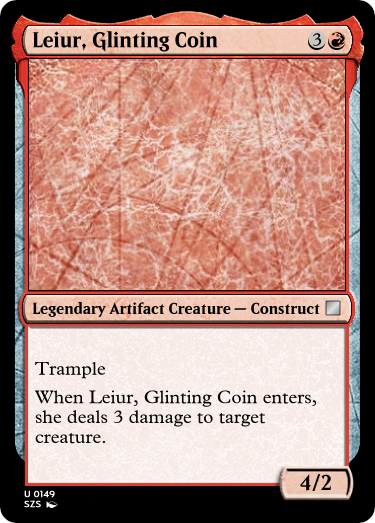 Leiur, Glinting Coin 3
Legendary Artifact Creature — Construct
Trample
When Leiur, Glinting Coin enters,
she deals 3 damage to target
creature.
4/2
U 0149
SZS